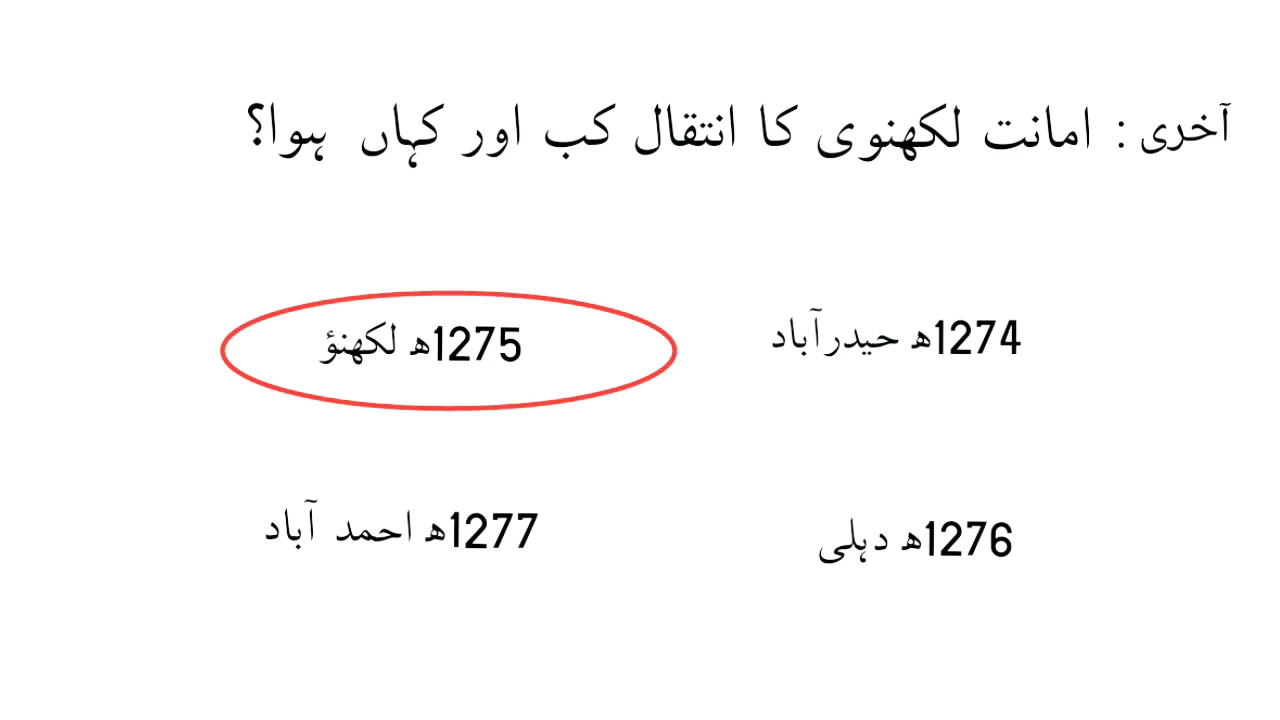 آخری : امانت لکھنوی کا انتقال کب اور کہاں ہوا؟
1274ھ حیدرآباد
1275ھ لکھنؤ
1276ھ دہلی
1277ھ احمد آباد